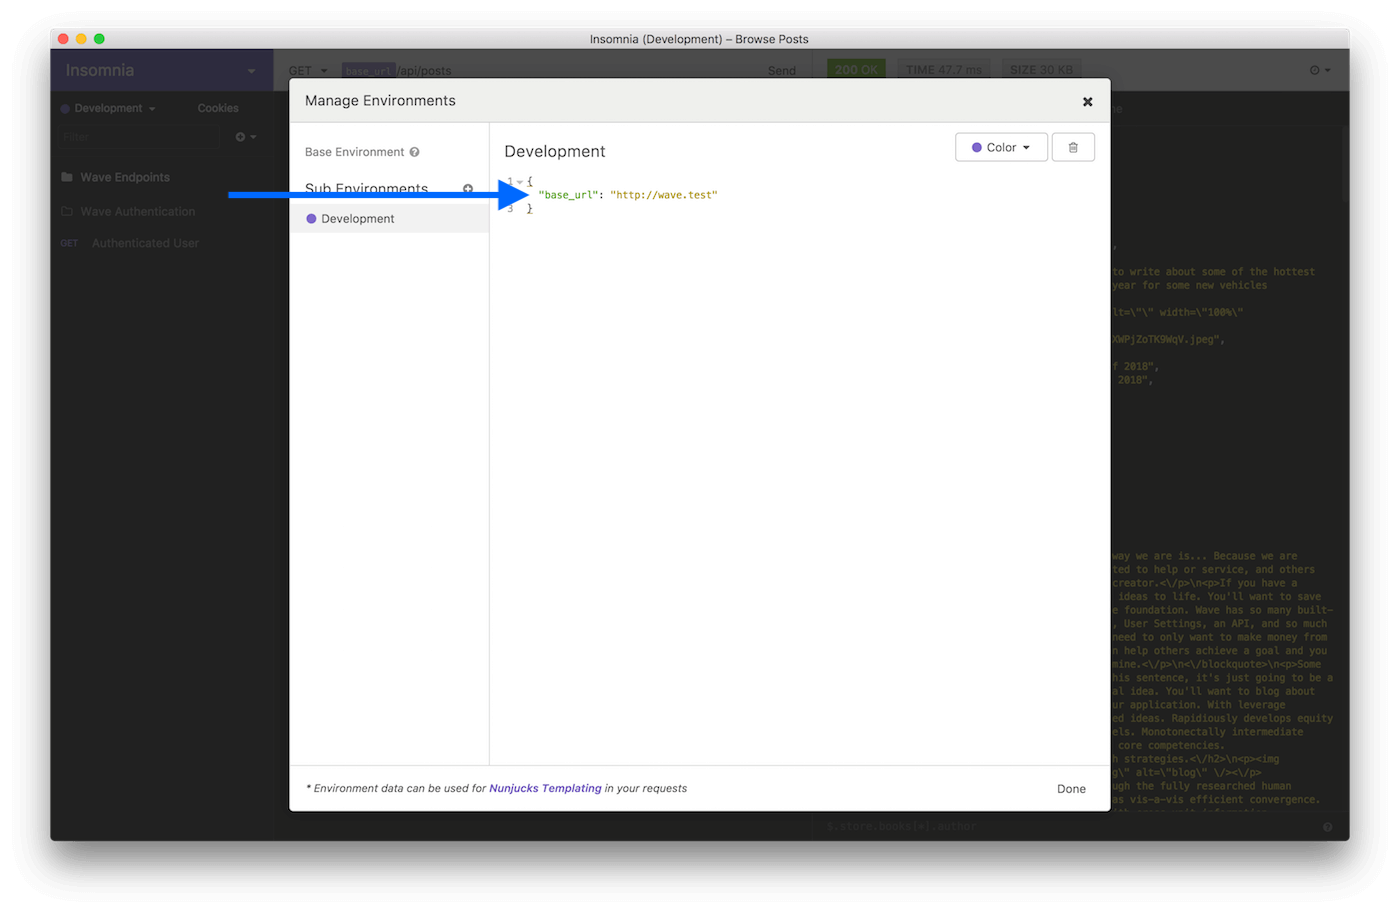 Insomnia (Development) – Browse Posts
Insomnia
GET base_url /api/posts Send 200 OK TIME 47.7 ms SIZE 30 KB
Development Cookies
Filter
Wave Endpoints
Wave Authentication
GET Authenticated User
Manage Environments
Base Environment
Sub Environments
Development
Development
Color
1 {
"base_url": "http://wave.test"
3 }
* Environment data can be used for Nunjucks Templating in your requests
Done
to write about some of the hottest
year for some new vehicles
lt=\"\" width=\"100%\"
XWPjZoTK9WqV.jpeg",
f 2018",
2018",
way we are is... Because we are
ted to help or service, and others
creator.<\/p>\n<p>If you have a
ideas to life. You'll want to save
e foundation. Wave has so many built-
, User Settings, an API, and so much
need to only want to make money from
n help others achieve a goal and you
mine.<\/p>\n<\/blockquote>\n<p>Some
his sentence, it's just going to be a
al idea. You'll want to blog about
ur application. With leverage
ed ideas. Rapidiously develops equity
els. Monotonectally intermediate
core competencies.
h strategies.<\/h2>\n<p><img
g\" alt=\"blog\" \/><\/p>
ugh the fully researched human
as vis-a-vis efficient convergence.
$.store.books[*].author